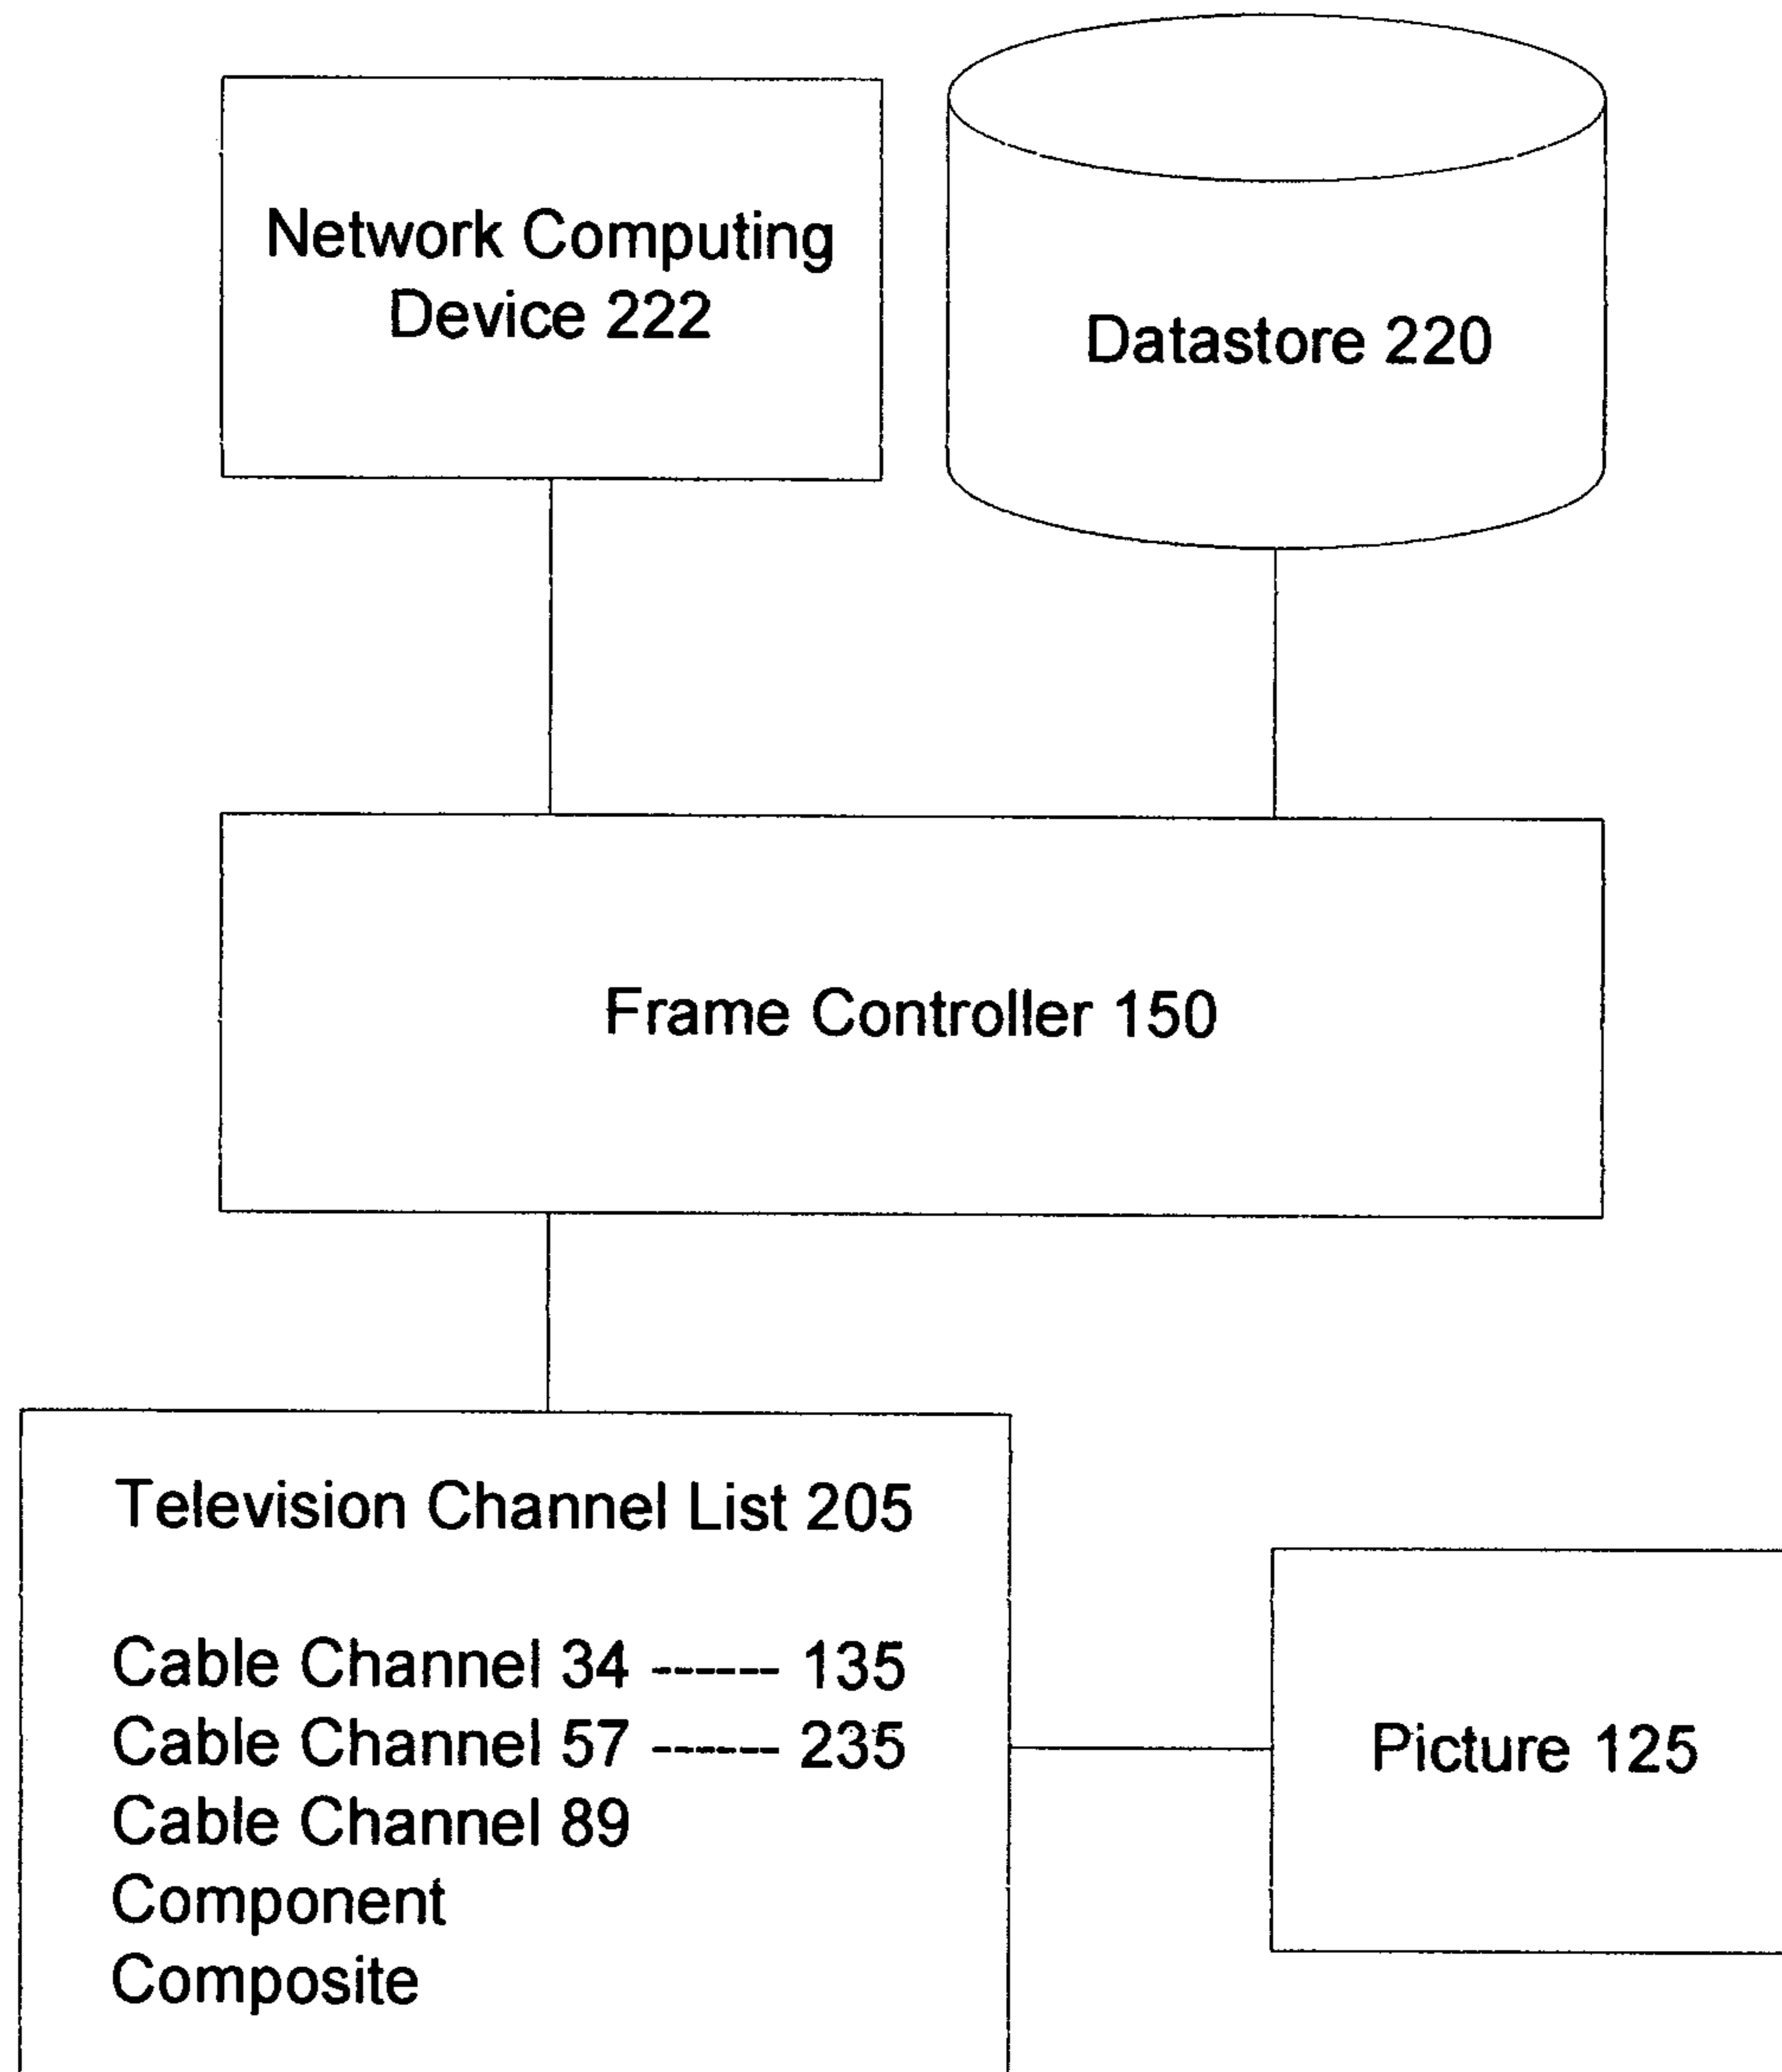 Network Computing
Device 222
Datastore 220
Frame Controller 150
Television Channel List 205
Cable Channel 34 ------ 135
Cable Channel 57 ------ 235
Cable Channel 89
Component
Composite
Picture 125